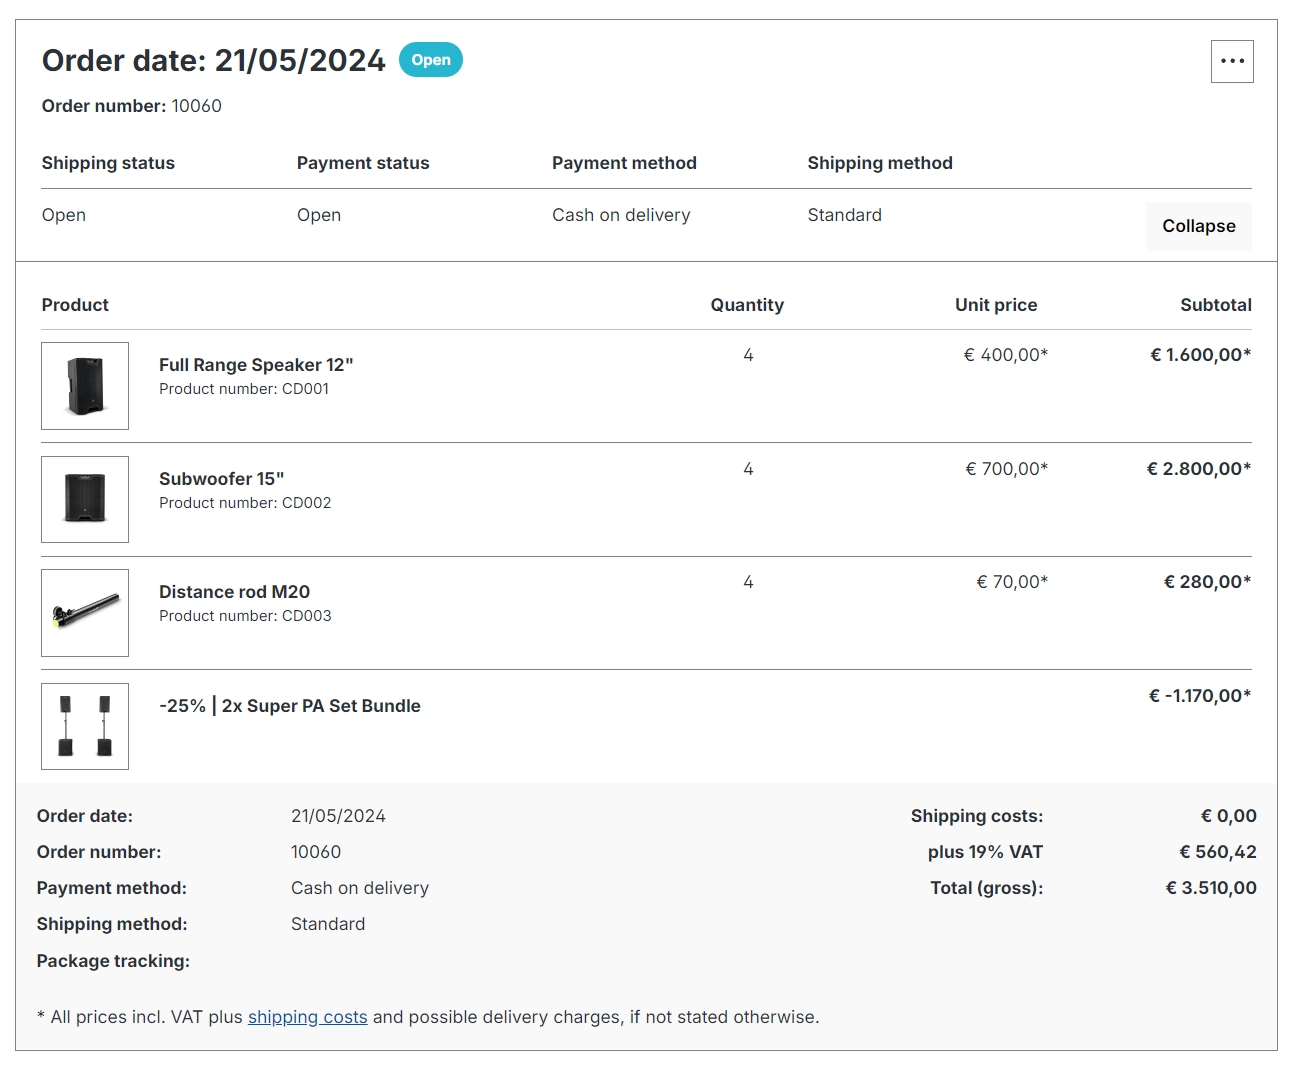 Order date: 21/05/2024 Open
Order number: 10060
Shipping status Payment status Payment method Shipping method
Open Open Cash on delivery Standard
Collapse
Product Quantity Unit price Subtotal
Full Range Speaker 12" 4 € 400,00* € 1.600,00*
Product number: CD001
Subwoofer 15" 4 € 700,00* € 2.800,00*
Product number: CD002
Distance rod M20 4 € 70,00* € 280,00*
Product number: CD003
-25% | 2x Super PA Set Bundle € -1.170,00*
Order date: 21/05/2024 Shipping costs: € 0,00
Order number: 10060 plus 19% VAT € 560,42
Payment method: Cash on delivery Total (gross): € 3.510,00
Shipping method: Standard
Package tracking:
* All prices incl. VAT plus shipping costs and possible delivery charges, if not stated otherwise.